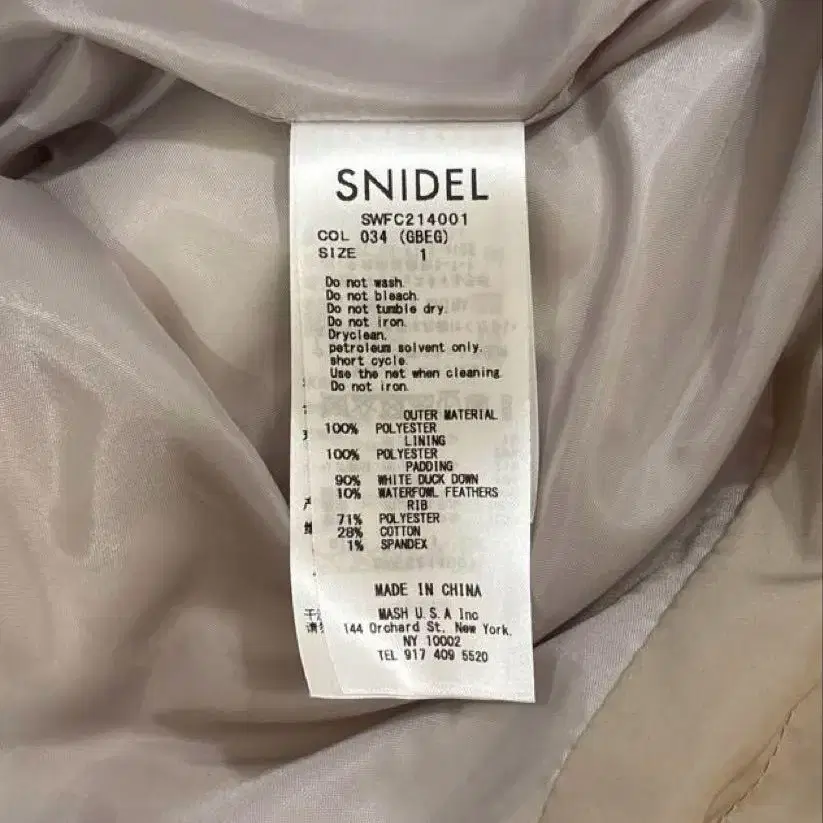 SNIDEL
SWFC214001
COL 034 (GBEG)
SIZE 1
Do not wash.
Do not bleach.
Do not tumble dry.
Do not iron.
Dryclean.
petroleum solvent only.
short cycle.
Use the net when cleaning.
Do not iron.
OUTER MATERIAL
100% POLYESTER
LINING
100% POLYESTER
PADDING
90% WHITE DUCK DOWN
10% WATERFOWL FEATHERS
RIB
71% POLYESTER
28% COTTON
1% SPANDEX
MADE IN CHINA
MASH U.S.A Inc
144 Orchard St, New York.
NY 10002
TEL 917 409 5520